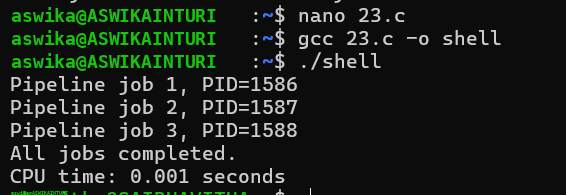 aswika@ASWIKAINTURI :~$ nano 23.c
aswika@ASWIKAINTURI :~$ gcc 23.c -o shell
aswika@ASWIKAINTURI :~$ ./shell
Pipeline job 1, PID=1586
Pipeline job 2, PID=1587
Pipeline job 3, PID=1588
All jobs completed.
CPU time: 0.001 seconds